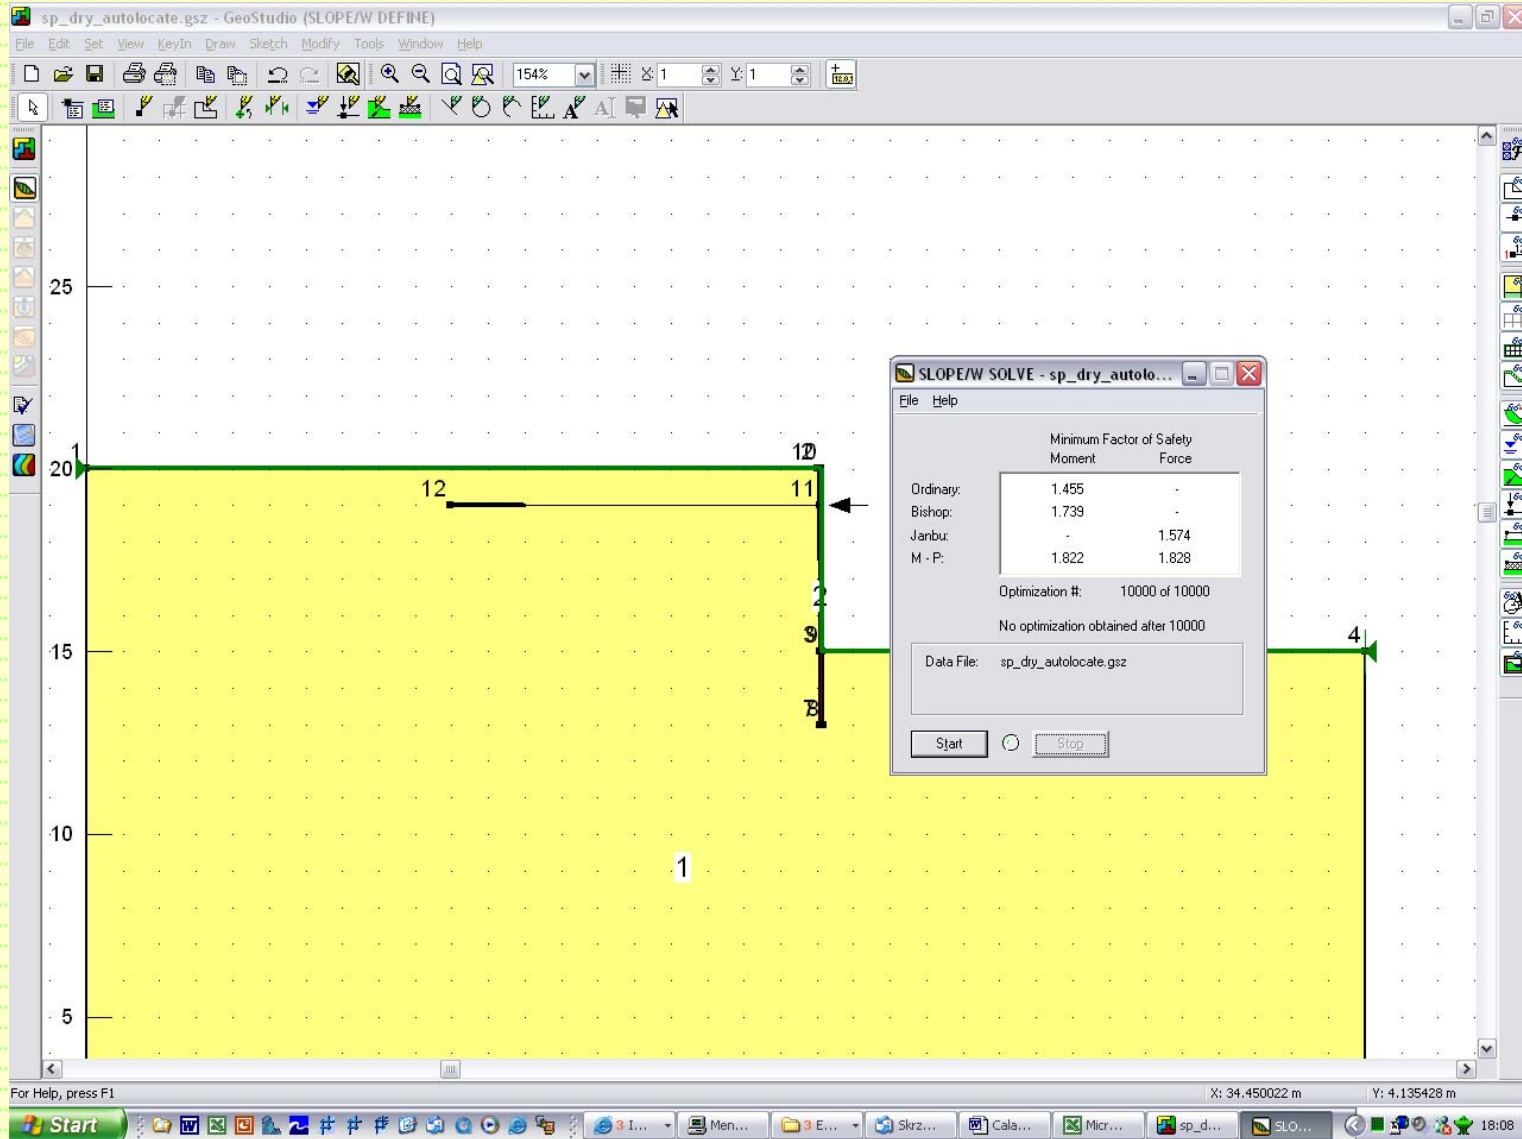 sp_dry_autolocate.gsz - GeoStudio (SLOPE/W DEFINE)
File Edit Set View KeyIn Draw Sketch Modify Tools Window Help
154% X: 1 Y: 1
25
20
15
10
5
1
12
11
2
4
1
SLOPE/W SOLVE - sp_dry_autolo...
File Help
Minimum Factor of Safety
Moment Force
Ordinary: 1.455 -
Bishop: 1.739 -
Janbu: - 1.574
M - P: 1.822 1.828
Optimization #: 10000 of 10000
No optimization obtained after 10000
Data File: sp_dry_autolocate.gsz
Start Stop
For Help, press F1 X: 34.450022 m Y: 4.135428 m
Start 3 I... Men... 3 E... Skrz... Cala... Micr... sp_d... SLO... 18:08